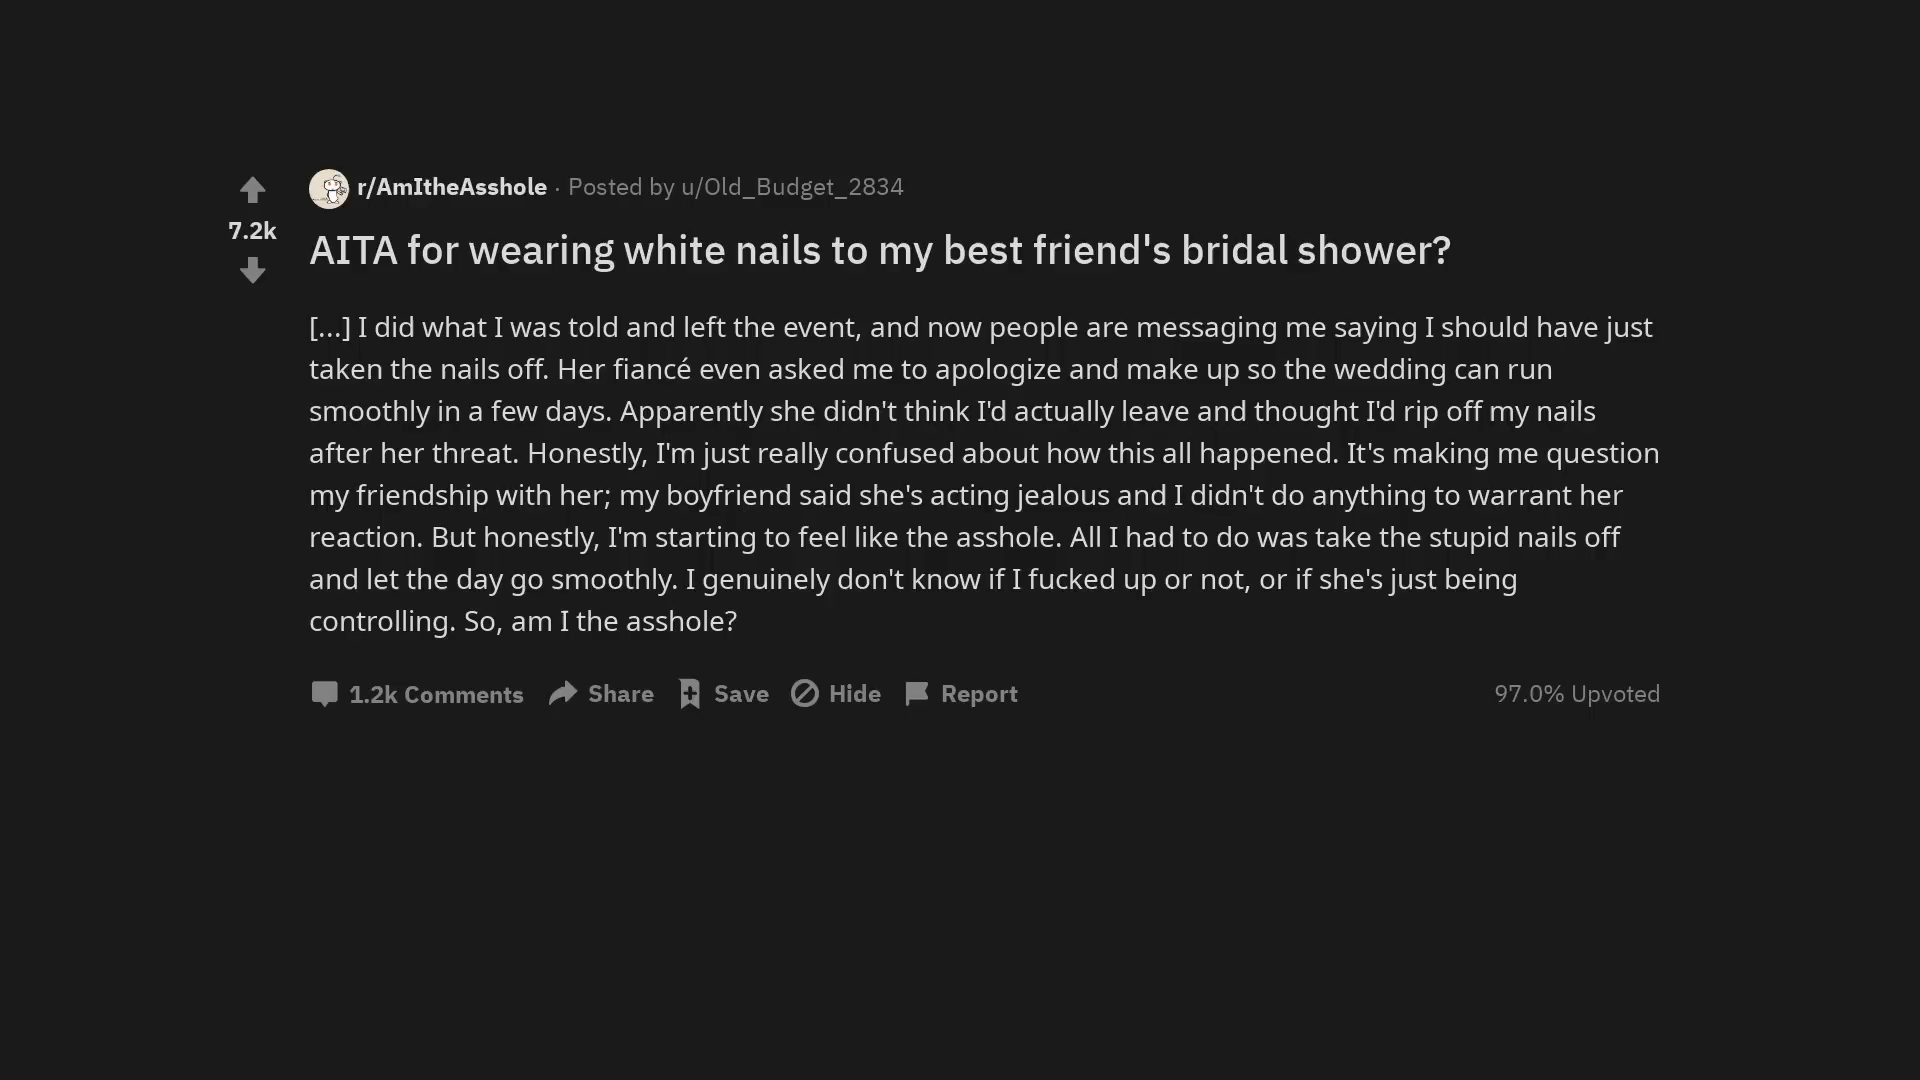 r/AmItheAsshole · Posted by u/Old_Budget_2834
7.2k
AITA for wearing white nails to my best friend's bridal shower?
[...] I did what I was told and left the event, and now people are messaging me saying I should have just
taken the nails off. Her fiancé even asked me to apologize and make up so the wedding can run
smoothly in a few days. Apparently she didn't think I'd actually leave and thought I'd rip off my nails
after her threat. Honestly, I'm just really confused about how this all happened. It's making me question
my friendship with her; my boyfriend said she's acting jealous and I didn't do anything to warrant her
reaction. But honestly, I'm starting to feel like the asshole. All I had to do was take the stupid nails off
and let the day go smoothly. I genuinely don't know if I fucked up or not, or if she's just being
controlling. So, am I the asshole?
1.2k Comments Share Save Hide Report 97.0% Upvoted